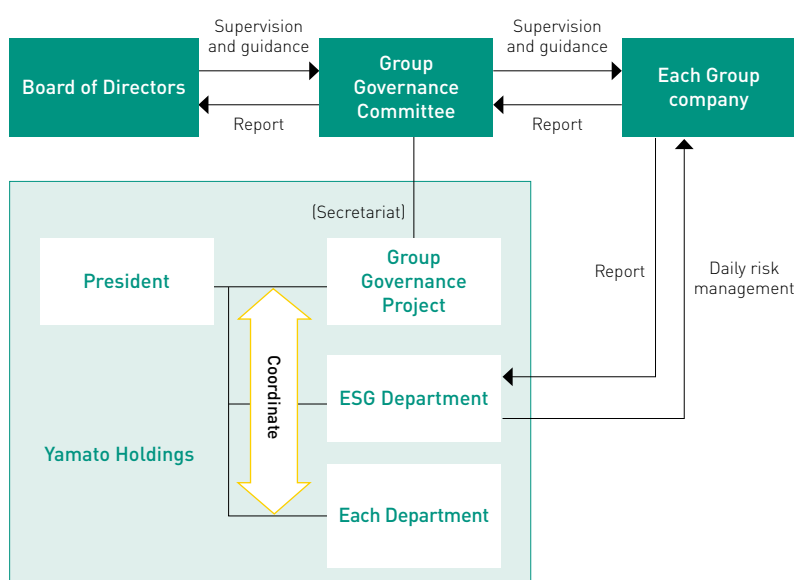 Supervision
and guidance
Supervision
and guidance
Board of Directors
Group
Governance
Committee
Each Group
company
Report
Report
(Secretariat)
President
Group
Governance
Project
Report
Daily risk
management
Coordinate
ESG Department
Yamato Holdings
Each Department